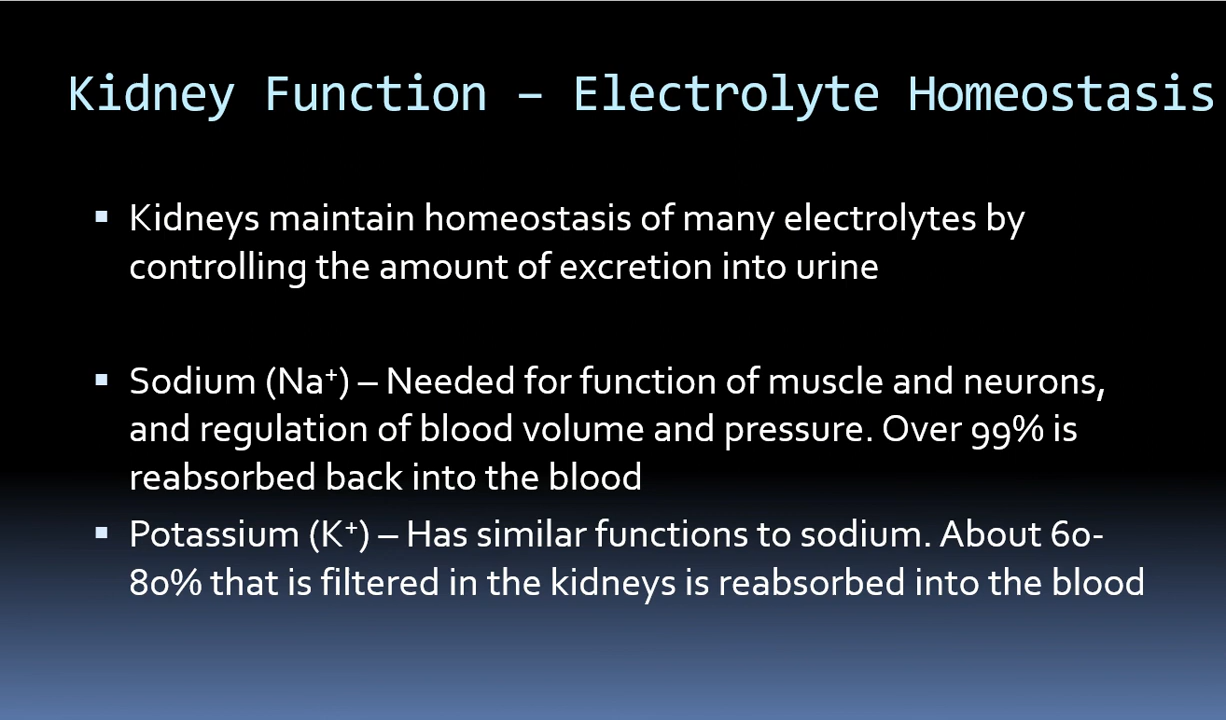 Kidney Function – Electrolyte Homeostasis
▪ Kidneys maintain homeostasis of many electrolytes by
controlling the amount of excretion into urine
▪ Sodium (Na⁺) – Needed for function of muscle and neurons,
and regulation of blood volume and pressure. Over 99% is
reabsorbed back into the blood
▪ Potassium (K⁺) – Has similar functions to sodium. About 60-
80% that is filtered in the kidneys is reabsorbed into the blood